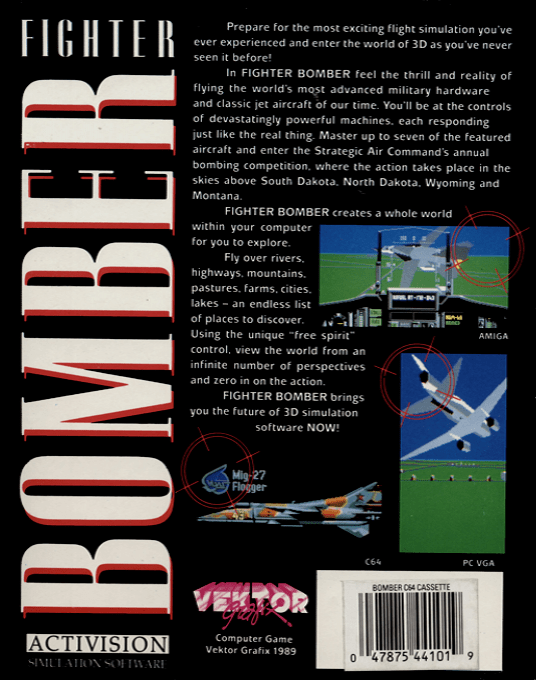 FIGHTER
BOMBER
Prepare for the most exciting flight simulation you've
ever experienced and enter the world of 3D as you've never
seen it before!
In FIGHTER BOMBER feel the thrill and reality of
flying the world's most advanced military hardware
and classic jet aircraft of our time. You'll be at the controls
of devastatingly powerful machines, each responding
just like the real thing. Master up to seven of the featured
aircraft and enter the Strategic Air Command's annual
bombing competition, where the action takes place in the
skies above South Dakota, North Dakota, Wyoming and
Montana.
FIGHTER BOMBER creates a whole world
within your computer
for you to explore.
Fly over rivers,
highways, mountains,
pastures, farms, cities,
lakes – an endless list
of places to discover.
Using the unique "free spirit"
control, view the world from an
infinite number of perspectives
and zero in on the action.
FIGHTER BOMBER brings
you the future of 3D simulation
software NOW!
AMIGA
Mig-27
Flogger
C64
PC VGA
VEKTOR
Grafix
Computer Game
Vektor Grafix 1989
ACTIVISION
SIMULATION SOFTWARE
BOMBER C64 CASSETTE
0 47875 44101 9